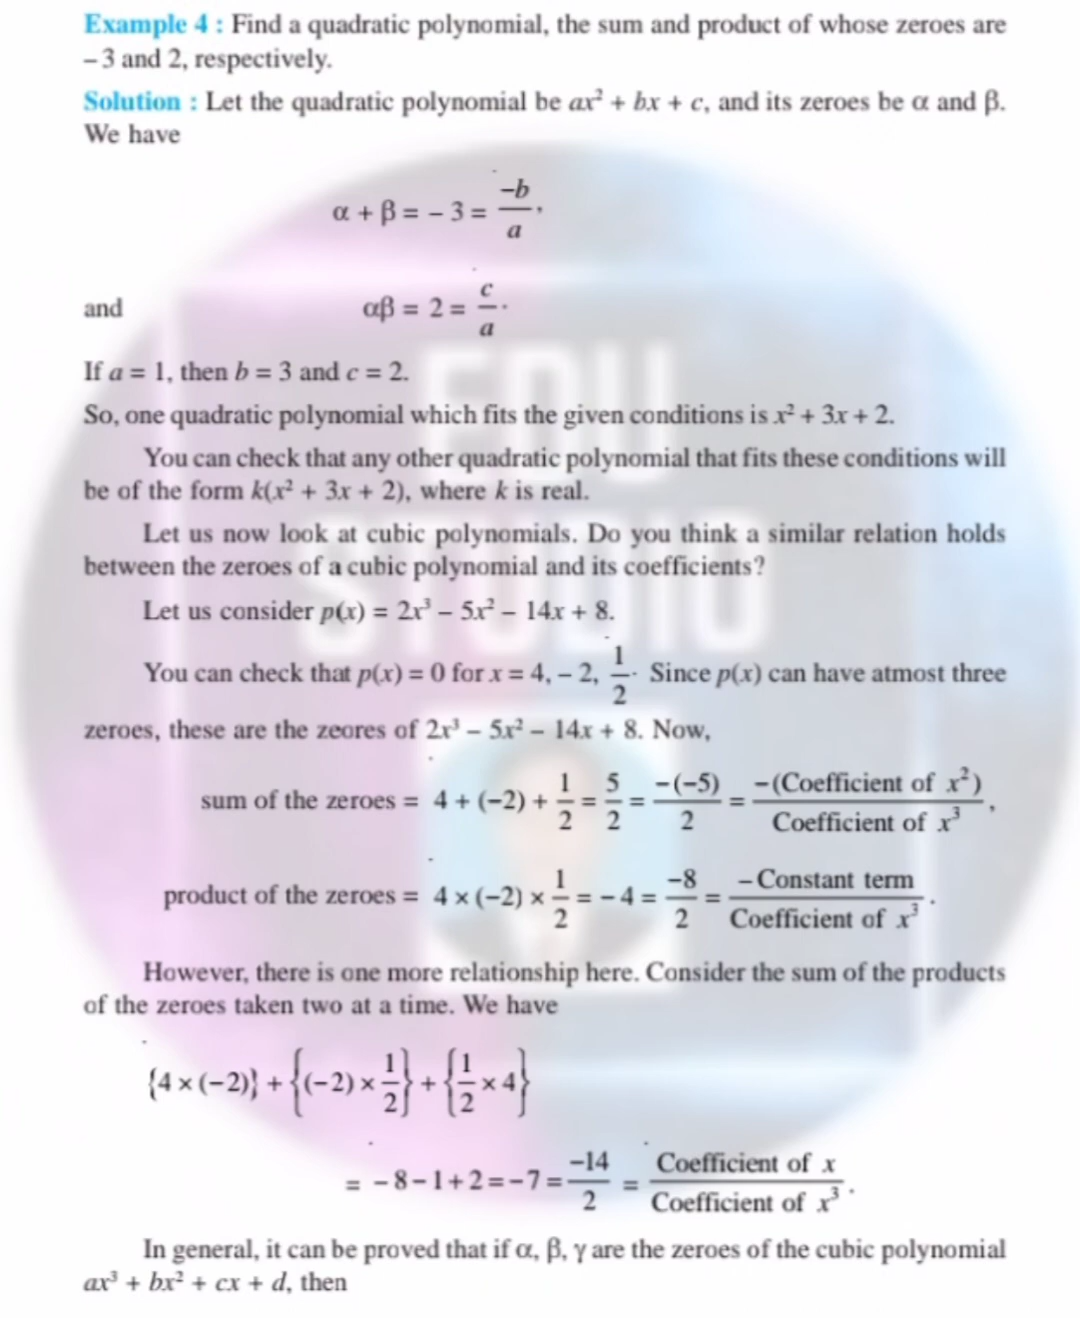 Example 4 : Find a quadratic polynomial, the sum and product of whose zeroes are
– 3 and 2, respectively.
Solution : Let the quadratic polynomial be ax² + bx + c, and its zeroes be α and β.
We have
α + β = – 3 = -b/a,
and αβ = 2 = c/a.
If a = 1, then b = 3 and c = 2.
So, one quadratic polynomial which fits the given conditions is x² + 3x + 2.
You can check that any other quadratic polynomial that fits these conditions will
be of the form k(x² + 3x + 2), where k is real.
Let us now look at cubic polynomials. Do you think a similar relation holds
between the zeroes of a cubic polynomial and its coefficients?
Let us consider p(x) = 2x³ – 5x² – 14x + 8.
You can check that p(x) = 0 for x = 4, – 2, 1/2. Since p(x) can have atmost three
zeroes, these are the zeores of 2x³ – 5x² – 14x + 8. Now,
sum of the zeroes = 4 + (–2) + 1/2 = 5/2 = -(-5)/2 = -(Coefficient of x²)/Coefficient of x³,
product of the zeroes = 4 × (–2) × 1/2 = – 4 = -8/2 = - Constant term/Coefficient of x³.
However, there is one more relationship here. Consider the sum of the products
of the zeroes taken two at a time. We have
{4 × (–2)} + {(–2) × 1/2} + {1/2 × 4}
= – 8 – 1 + 2 = – 7 = -14/2 = Coefficient of x/Coefficient of x³.
In general, it can be proved that if α, β, γ are the zeroes of the cubic polynomial
ax³ + bx² + cx + d, then
EDU
STUDIO